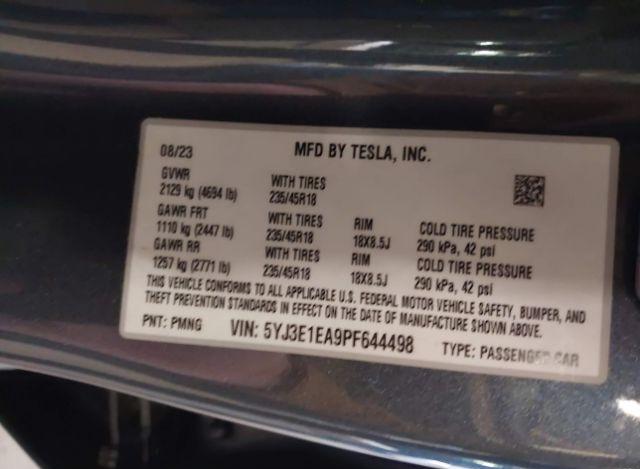 08/23 MFD BY TESLA, INC.
GVWR
2129 kg (4694 lb) WITH TIRES 235/45R18
GAWR FRT
1110 kg (2447 lb) WITH TIRES 235/45R18 RIM 18X8.5J COLD TIRE PRESSURE 290 kPa, 42 psi
GAWR RR
1257 kg (2771 lb) WITH TIRES 235/45R18 RIM 18X8.5J COLD TIRE PRESSURE 290 kPa, 42 psi
THIS VEHICLE CONFORMS TO ALL APPLICABLE U.S. FEDERAL MOTOR VEHICLE SAFETY, BUMPER, AND
THEFT PREVENTION STANDARDS IN EFFECT ON THE DATE OF MANUFACTURE SHOWN ABOVE.
PNT: PMNG VIN: 5YJ3E1EA9PF644498 TYPE: PASSENGER CAR